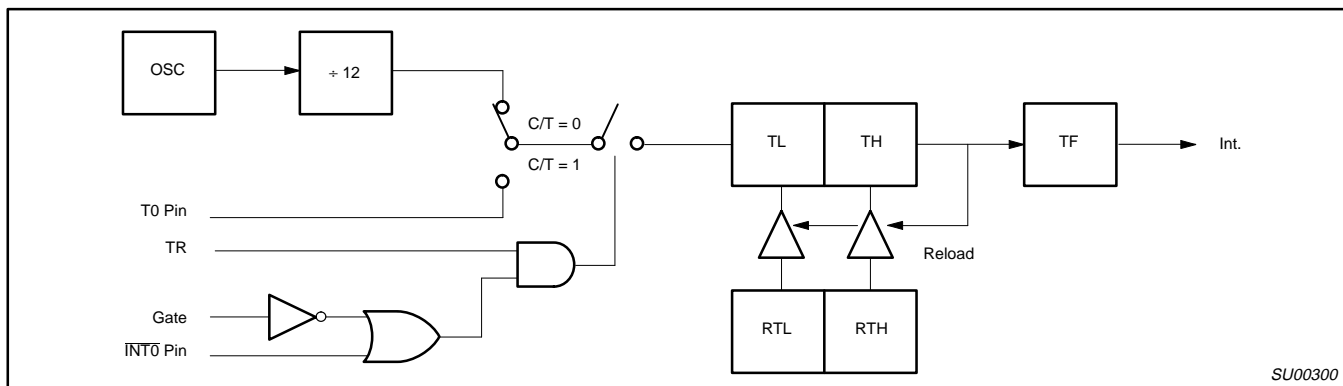 OSC
÷ 12
C/T = 0
C/T = 1
TL
TH
TF
Int.
T0 Pin
TR
Reload
Gate
INT0 Pin
RTL
RTH
SU00300